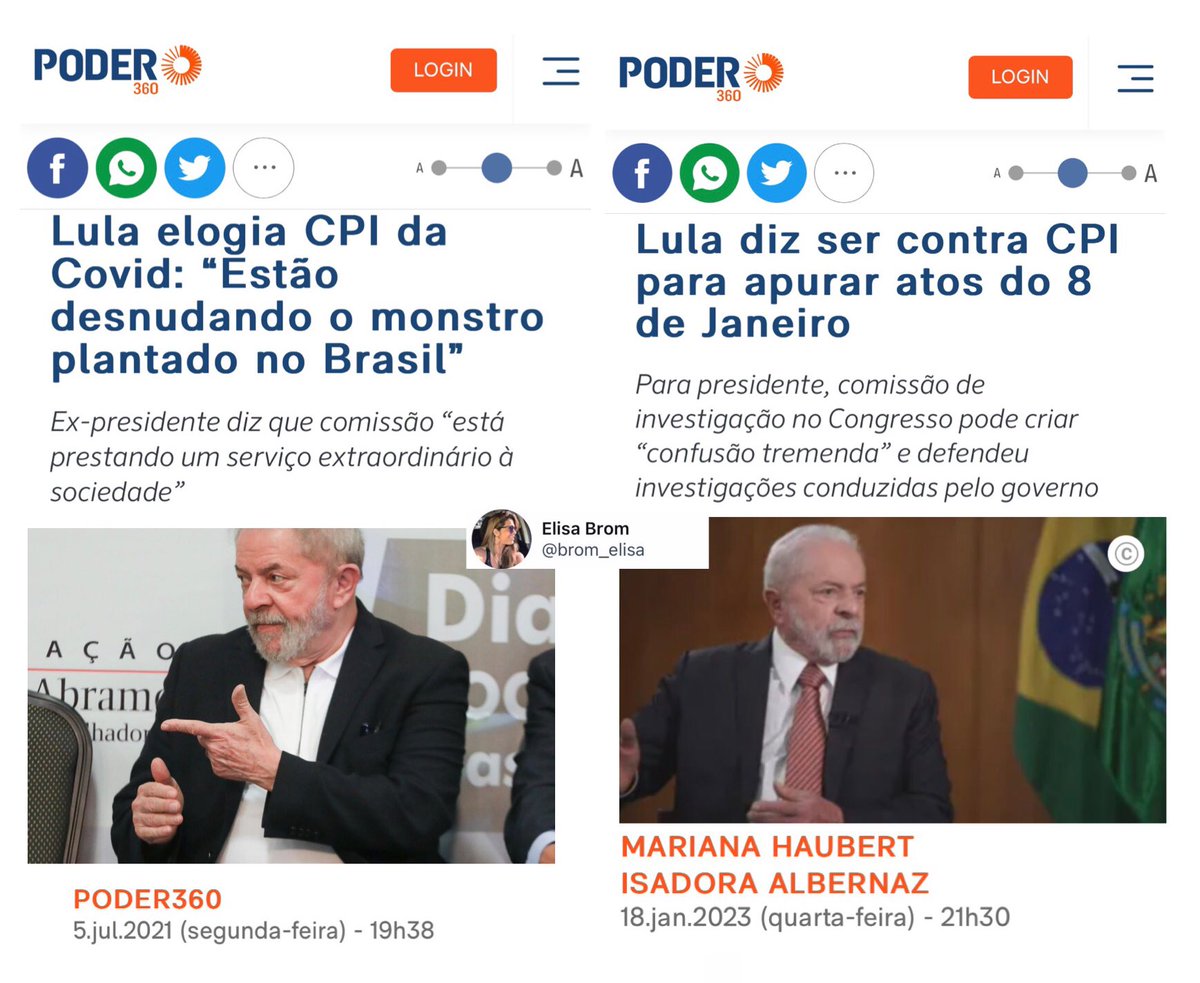 PODER
360
LOGIN
A A
Lula elogia CPI da
Covid: “Estão
desnudando o monstro
plantado no Brasil”
Ex-presidente diz que comissão “está
prestando um serviço extraordinário à
sociedade”
AÇÃO
Abramo
lhador
Dia
PODER360
5.jul.2021 (segunda-feira) - 19h38
Elisa Brom
@brom_elisa
PODER
360
LOGIN
A A
Lula diz ser contra CPI
para apurar atos do 8
de Janeiro
Para presidente, comissão de
investigação no Congresso pode criar
“confusão tremenda” e defendeu
investigações conduzidas pelo governo
©
MARIANA HAUBERT
ISADORA ALBERNAZ
18.jan.2023 (quarta-feira) - 21h30